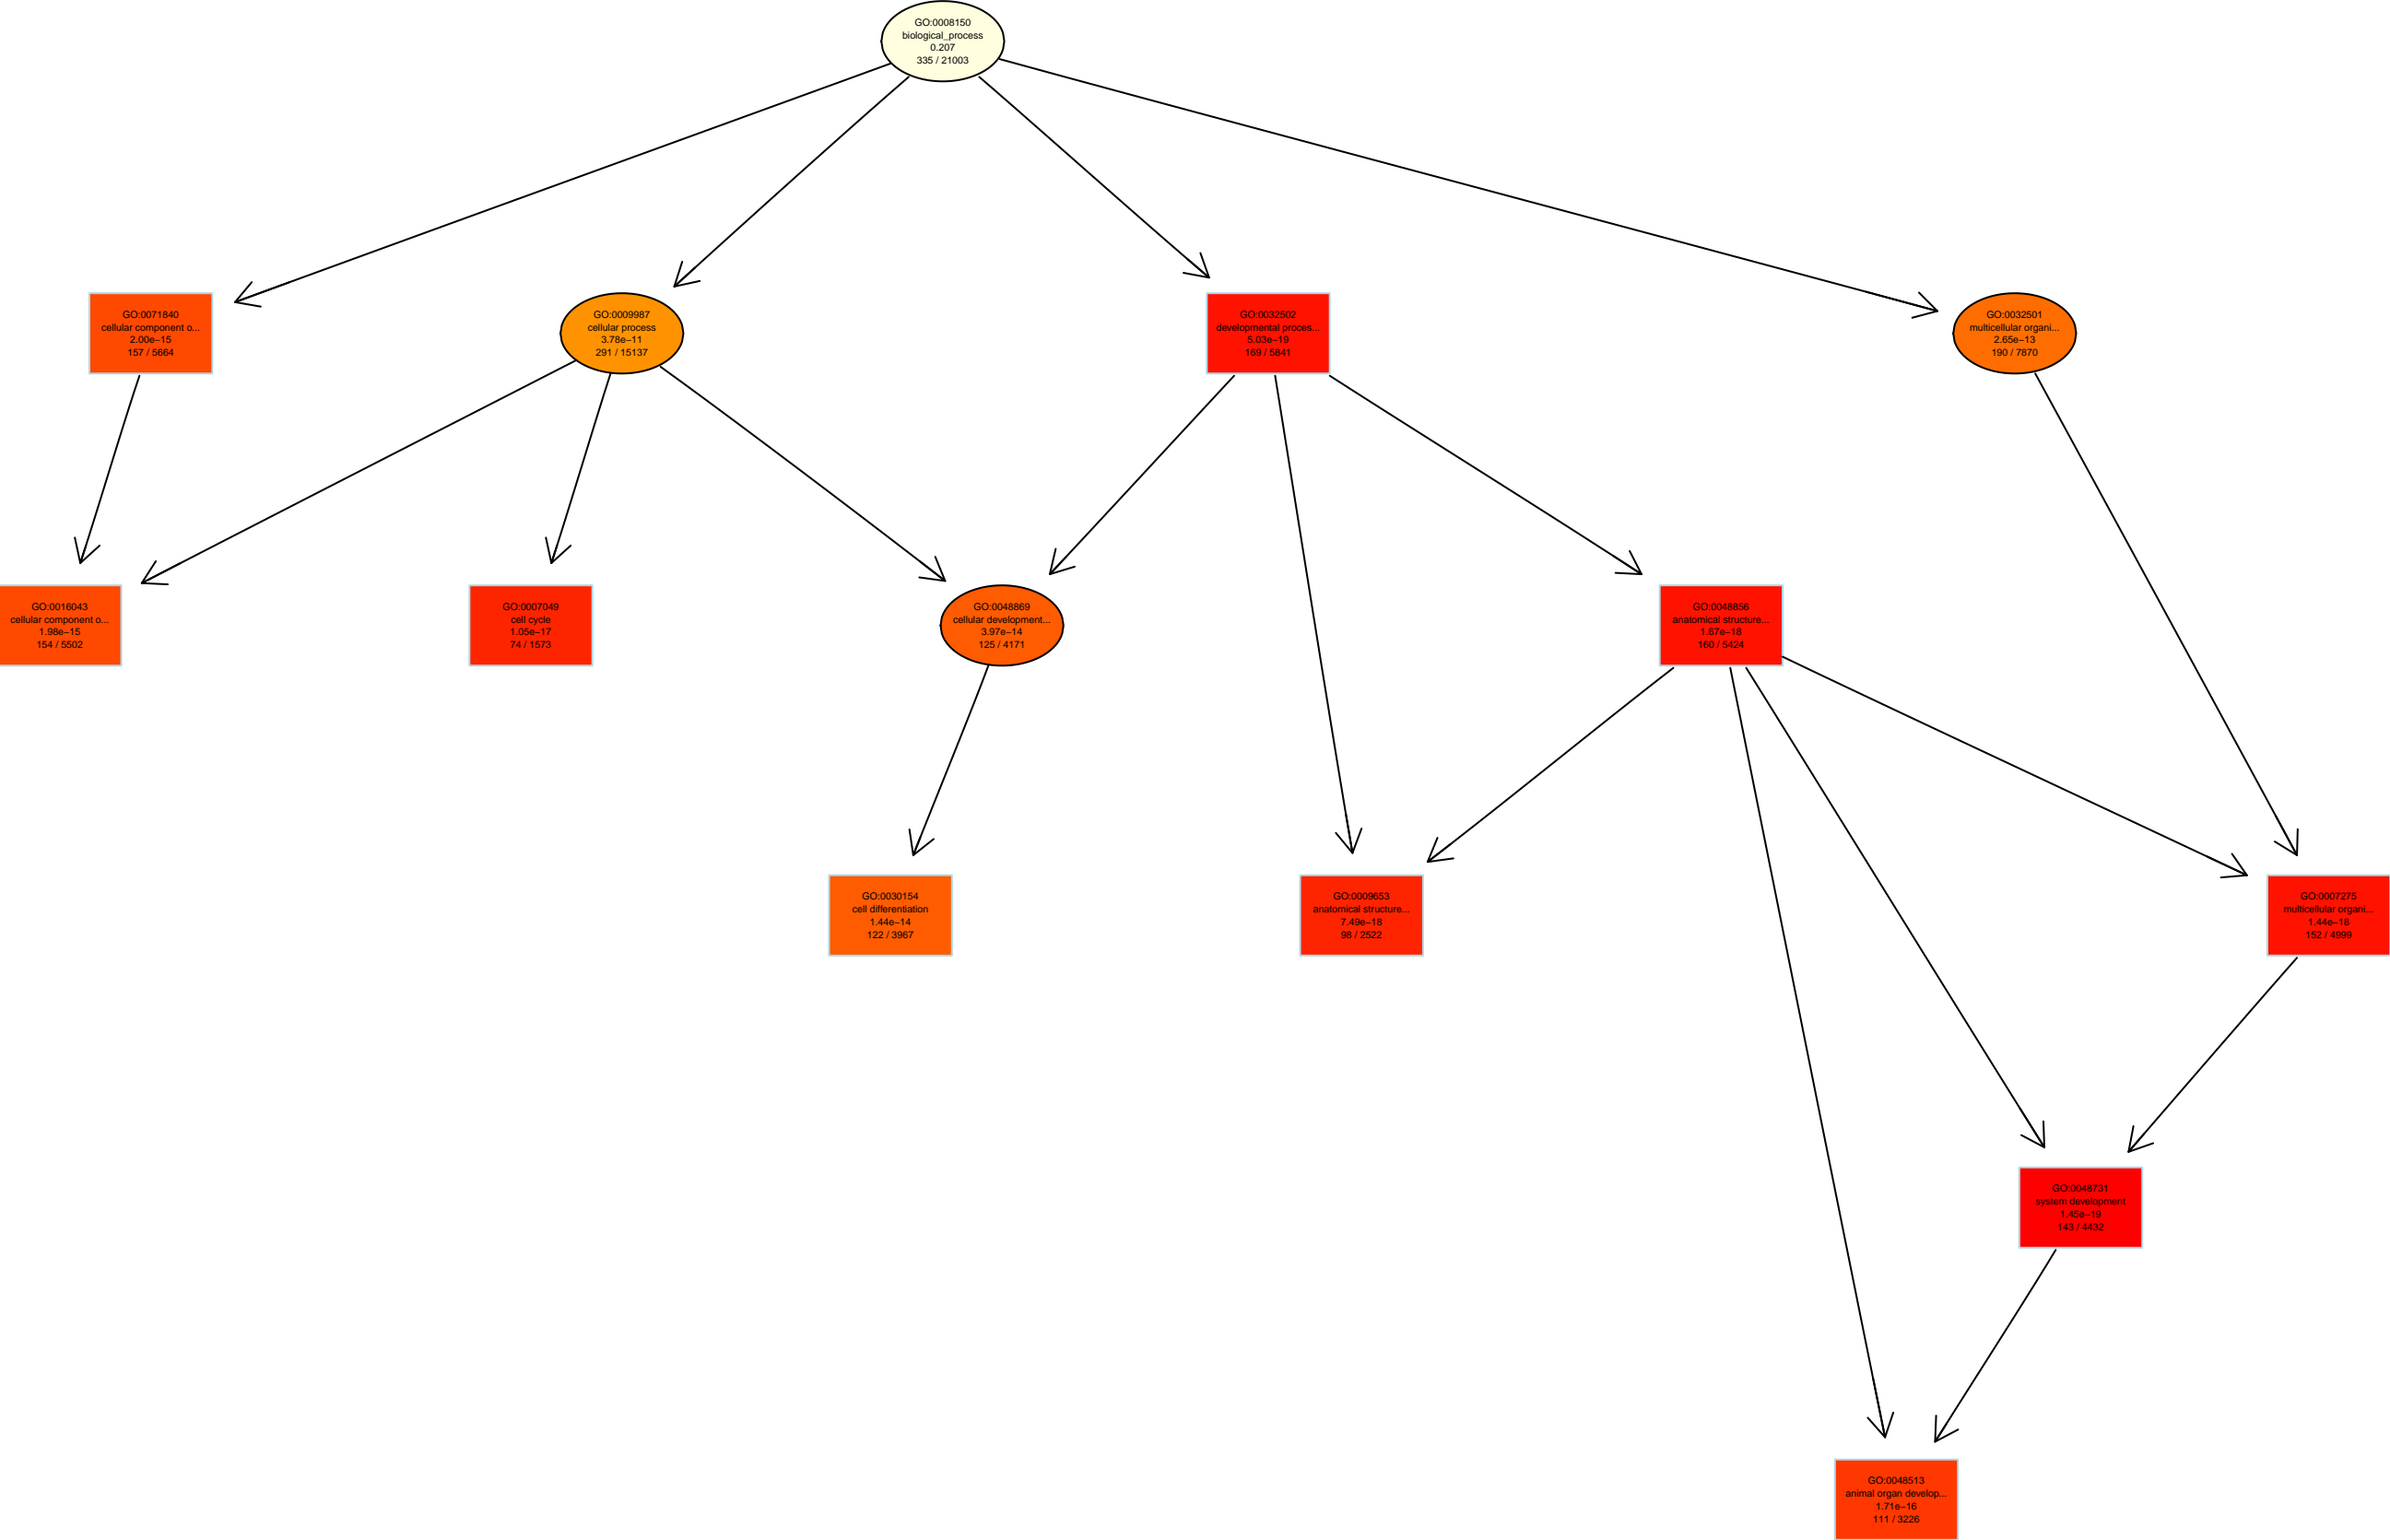 GO:0008150
biological_process
0.207
335 / 21003
GO:0071840
cellular component o...
2.00e−15
157 / 5664
GO:0009987
cellular process
3.78e−11
291 / 15137
GO:0032502
developmental proces...
5.03e−19
169 / 5841
GO:0032501
multicellular organi...
2.65e−13
190 / 7870
GO:0016043
cellular component o...
1.98e−15
154 / 5502
GO:0007049
cell cycle
1.05e−17
74 / 1573
GO:0048869
cellular development...
3.97e−14
125 / 4171
GO:0048856
anatomical structure...
1.67e−18
160 / 5424
GO:0030154
cell differentiation
1.44e−14
122 / 3967
GO:0009653
anatomical structure...
7.49e−18
98 / 2522
GO:0007275
multicellular organi...
1.44e−18
152 / 4999
GO:0048731
system development
1.45e−19
143 / 4432
GO:0048513
animal organ develop...
1.71e−16
111 / 3226